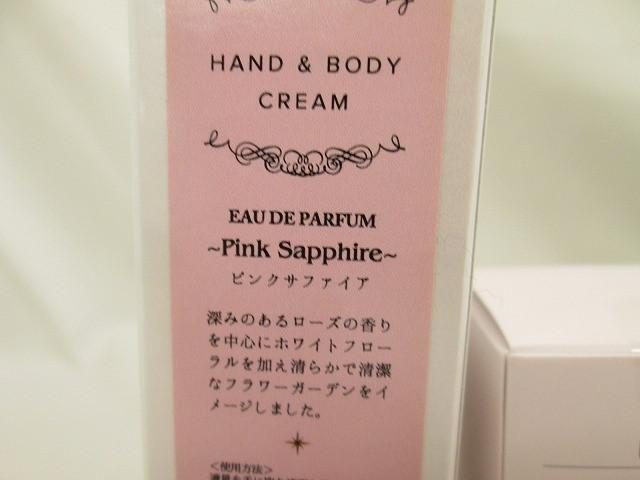 HAND & BODY
CREAM
EAU DE PARFUM
~Pink Sapphire~
ピンクサファイア
深みのあるローズの香り
を中心にホワイトフロー
ラルを加え清らかで清潔
なフラワーガーデンをイ
メージしました。
＜使用方法＞